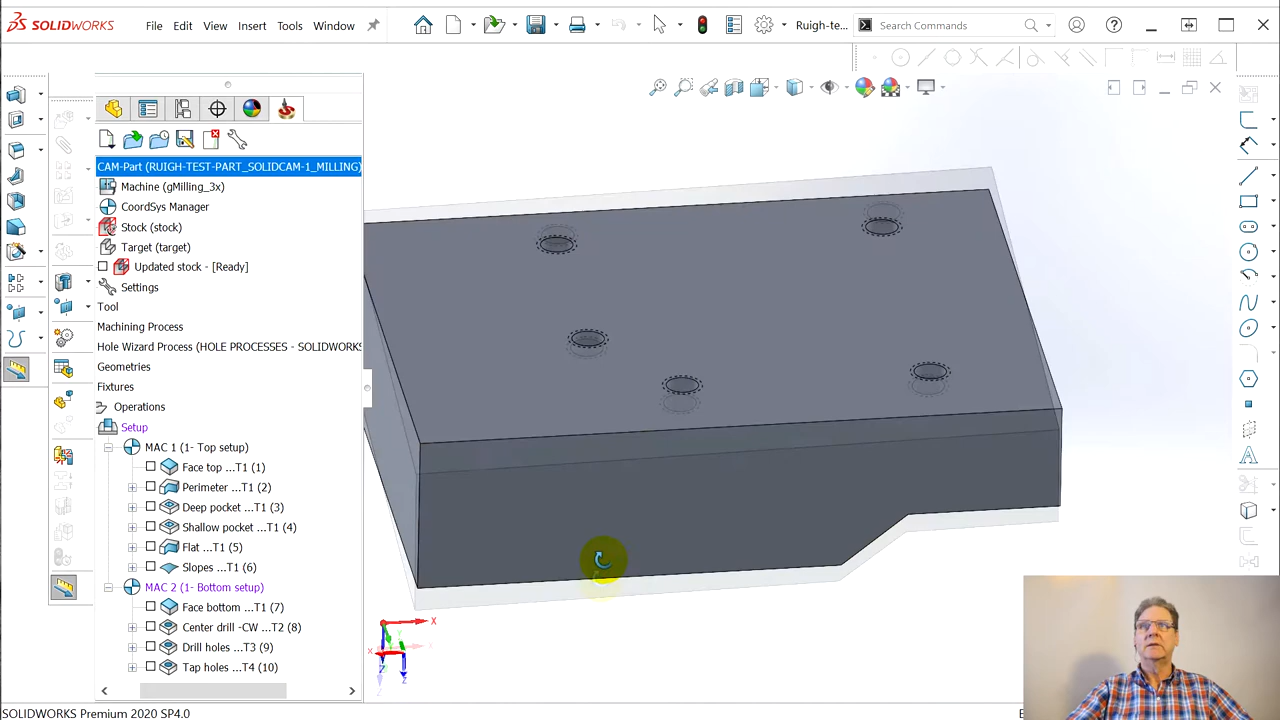 SOLIDWORKS File Edit View Insert Tools Window Ruigh-te... Search Commands
CAM-Part (RUIGH-TEST-PART_SOLIDCAM-1_MILLING)
Machine (gMilling_3x)
CoordSys Manager
Stock (stock)
Target (target)
Updated stock - [Ready]
Settings
Tool
Machining Process
Hole Wizard Process (HOLE PROCESSES - SOLIDWORKS
Geometries
Fixtures
Operations
Setup
MAC 1 (1- Top setup)
Face top ...T1 (1)
Perimeter ...T1 (2)
Deep pocket ...T1 (3)
Shallow pocket ...T1 (4)
Flat ...T1 (5)
Slopes ...T1 (6)
MAC 2 (1- Bottom setup)
Face bottom ...T1 (7)
Center drill -CW ...T2 (8)
Drill holes ...T3 (9)
Tap holes ...T4 (10)
X
Z
SOLIDWORKS Premium 2020 SP4.0